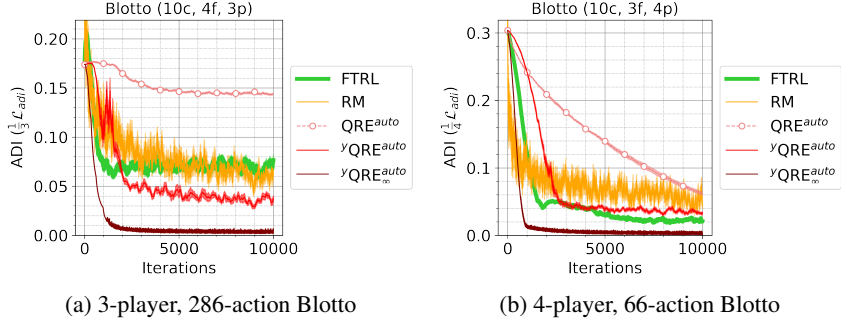 Blotto (10c, 4f, 3p)
ADI (1/3 ℒ_adi)
0.20
0.15
0.10
0.05
0.00
0
5000
10000
Iterations
FTRL
RM
QRE^auto
^yQRE^auto
^yQRE^auto_∞
(a) 3-player, 286-action Blotto
Blotto (10c, 3f, 4p)
ADI (1/4 ℒ_adi)
0.3
0.2
0.1
0.0
0
5000
10000
Iterations
FTRL
RM
QRE^auto
^yQRE^auto
^yQRE^auto_∞
(b) 4-player, 66-action Blotto